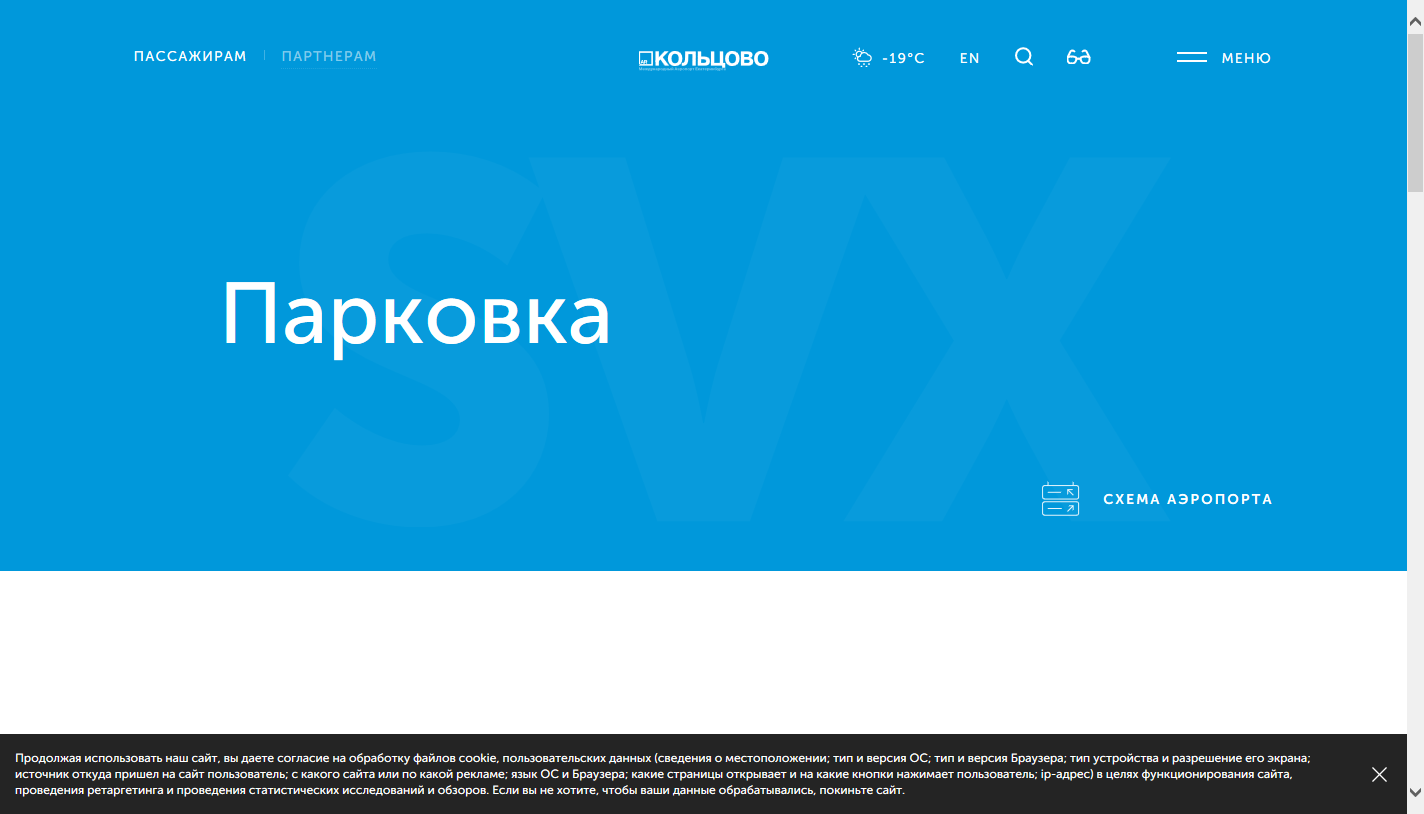 ПАССАЖИРАМ ПАРТНЕРАМ КОЛЬЦОВО -19°C EN МЕНЮ
SVX
Парковка
СХЕМА АЭРОПОРТА
Продолжая использовать наш сайт, вы даете согласие на обработку файлов cookie, пользовательских данных (сведения о местоположении; тип и версия ОС; тип и версия Браузера; тип устройства и разрешение его экрана;
источник откуда пришел на сайт пользователь; с какого сайта или по какой рекламе; язык ОС и Браузера; какие страницы открывает и на какие кнопки нажимает пользователь; ip-адрес) в целях функционирования сайта,
проведения ретаргетинга и проведения статистических исследований и обзоров. Если вы не хотите, чтобы ваши данные обрабатывались, покиньте сайт.